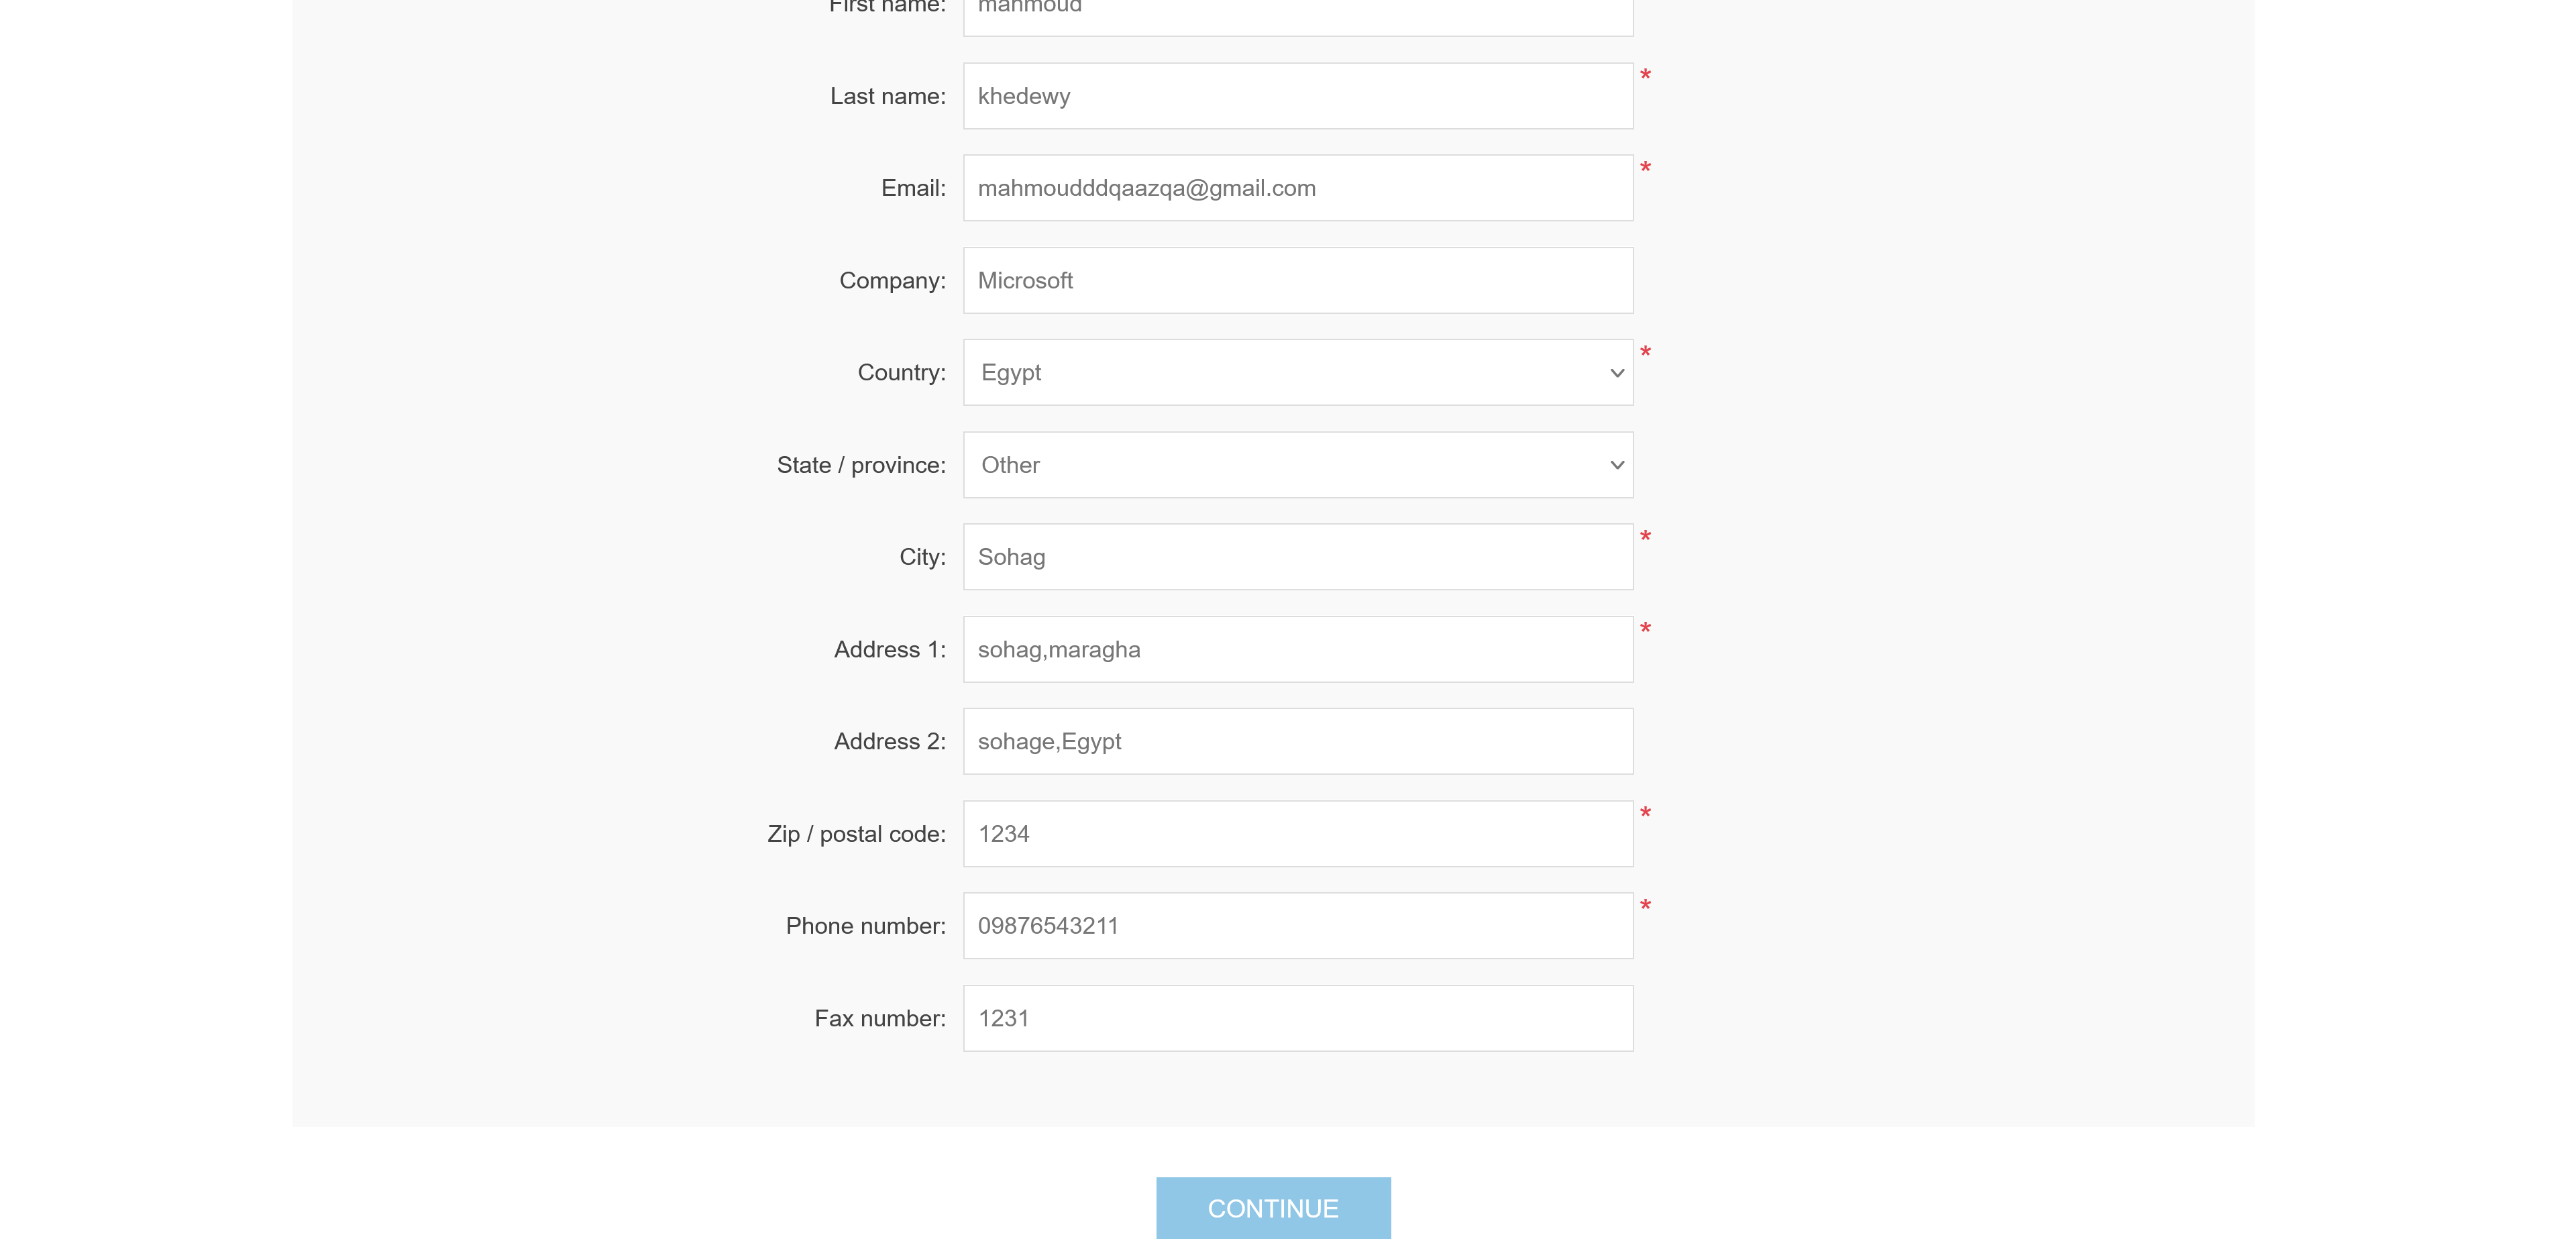 First name: mahmoud
Last name: khedewy *
Email: mahmoudddqaazqa@gmail.com *
Company: Microsoft
Country: Egypt *
State / province: Other
City: Sohag *
Address 1: sohag,maragha *
Address 2: sohage,Egypt
Zip / postal code: 1234 *
Phone number: 09876543211 *
Fax number: 1231
CONTINUE